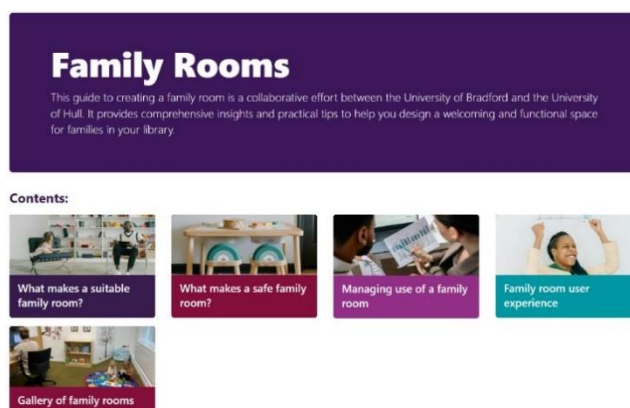 Family Rooms
This guide to creating a family room is a collaborative effort between the University of Bradford and the University
of Hull. It provides comprehensive insights and practical tips to help you design a welcoming and functional space
for families in your library.
Contents:
What makes a suitable
family room?
What makes a safe family
room?
Managing use of a family
room
Family room user
experience
Gallery of family rooms